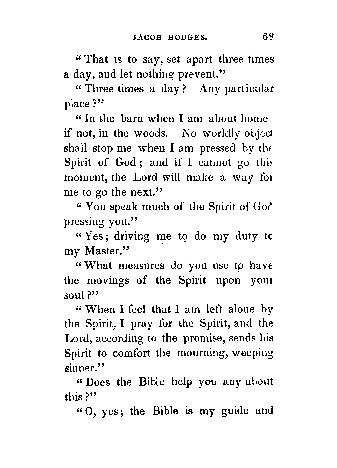 JACOB HODGES. 69
"That is to say, set apart three times
a day, and let nothing prevent."
"Three times a day? Any particular
place?"
"In the barn when I am about home
if not, in the woods. No worldly object
shall stop me when I am pressed by the
Spirit of God; and if I cannot go this
moment, the Lord will make a way for
me to go the next."
"You speak much of the Spirit of God
pressing you."
"Yes; driving me to do my duty to
my Master."
"What measures do you use to have
the movings of the Spirit upon your
soul?"
"When I feel that I am left alone by
the Spirit, I pray for the Spirit, and the
Lord, according to the promise, sends his
Spirit to comfort the mourning, weeping
sinner."
"Does the Bible help you any about
this?"
"O, yes; the Bible is my guide and